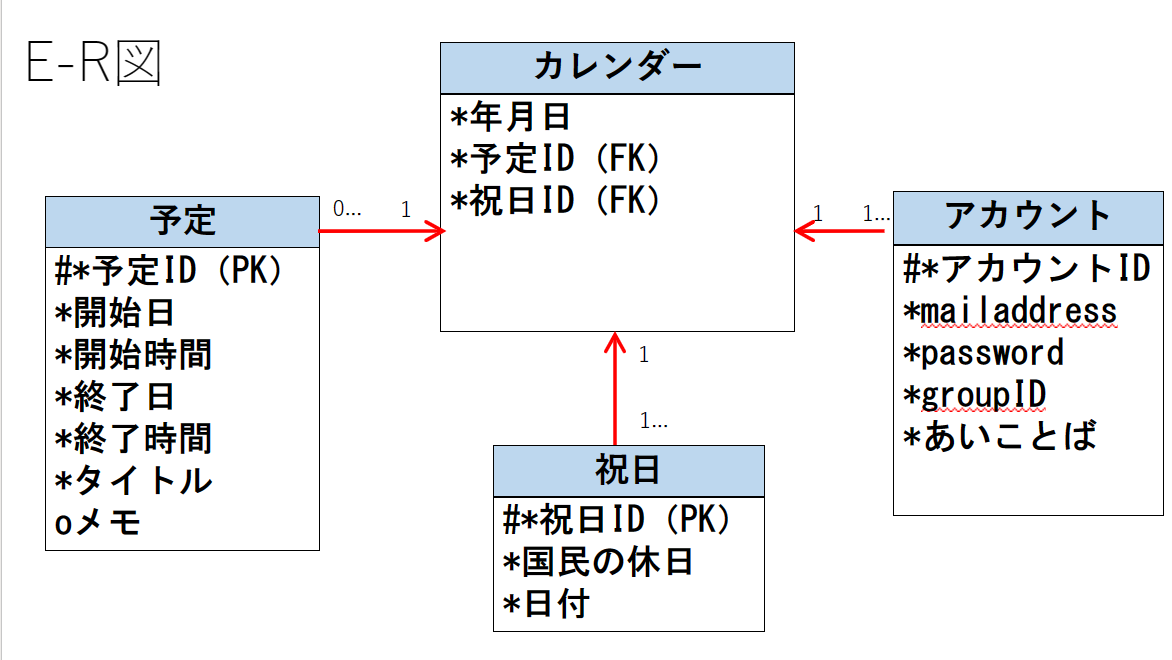 E-R図
カレンダー
*年月日
*予定ID（FK）
*祝日ID（FK）
予定
#*予定ID（PK）
*開始日
*開始時間
*終了日
*終了時間
*タイトル
oメモ
0... 1
1 1...
アカウント
#*アカウントID
*mailaddress
*password
*groupID
*あいことば
1
1...
祝日
#*祝日ID（PK）
*国民の休日
*日付